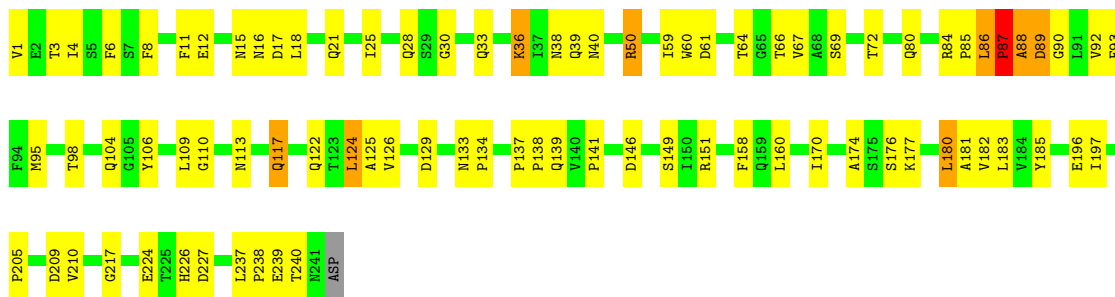 V1 E2 T3 I4 S5 F6 S7 F8 F11 E12 N15 N16 D17 L18 Q21 I25 Q28 S29 G30 Q33 K36 I37 N38 Q39 N40 R50 I59 W60 D61 T64 G65 T66 V67 A68 S69 T72 Q80 R84 P85 L86 P87 A88 D89 G90 L91 V92
F94 M95 T98 Q104 G105 Y106 L109 G110 N113 Q117 Q122 T123 L124 A125 V126 D129 N133 P134 P137 P138 Q139 V140 P141 D146 S149 I150 R151 F158 Q159 L160 I170 A174 S175 S176 K177 L180 A181 V182 L183 V184 Y185 E196 I197
P205 D209 V210 G217 E224 T225 H226 D227 L237 P238 E239 T240 N241 ASP